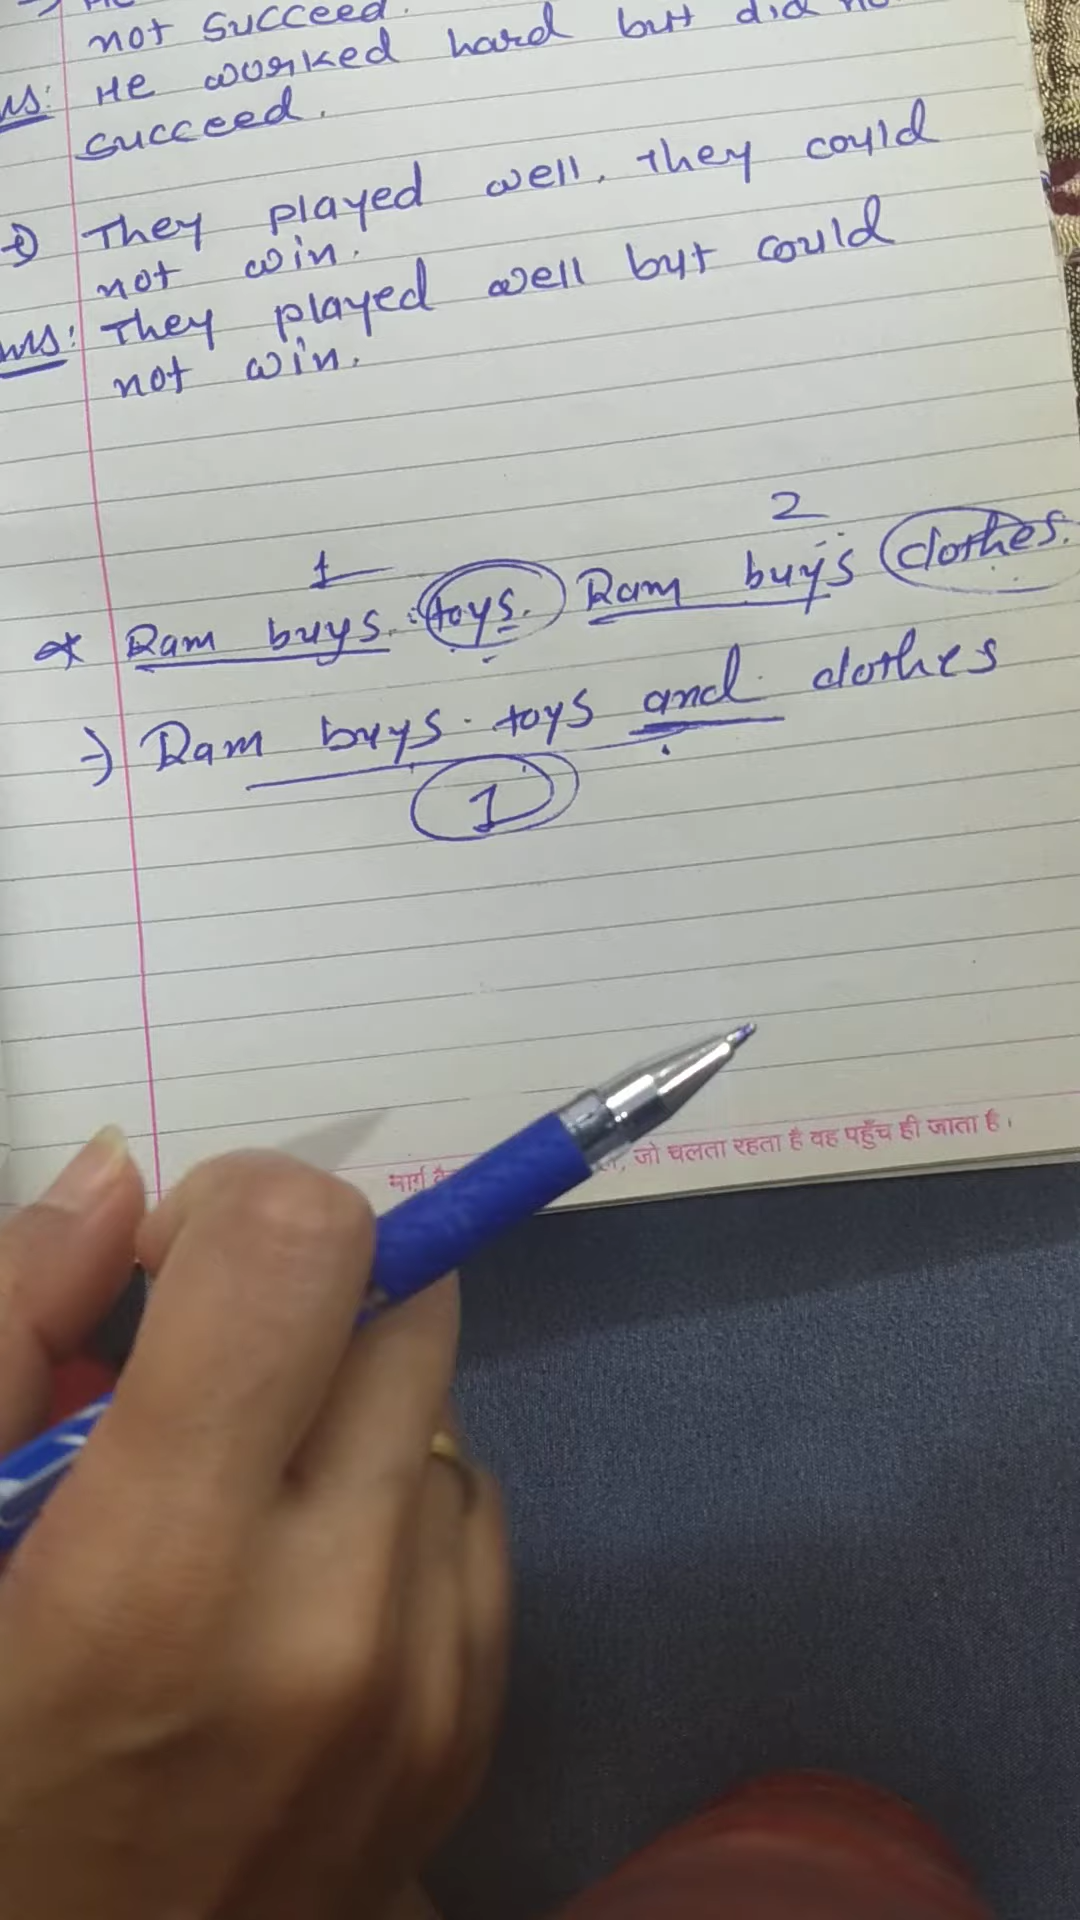 not succeed.
He worked hard but did
succeed.
They played well. They could
not win.
Ans: They played well but could
not win.
1 2
* Ram buys toys. Ram buys clothes.
→ Ram buys toys and clothes
1
जो चलता रहता है वह पहुँच ही जाता है।